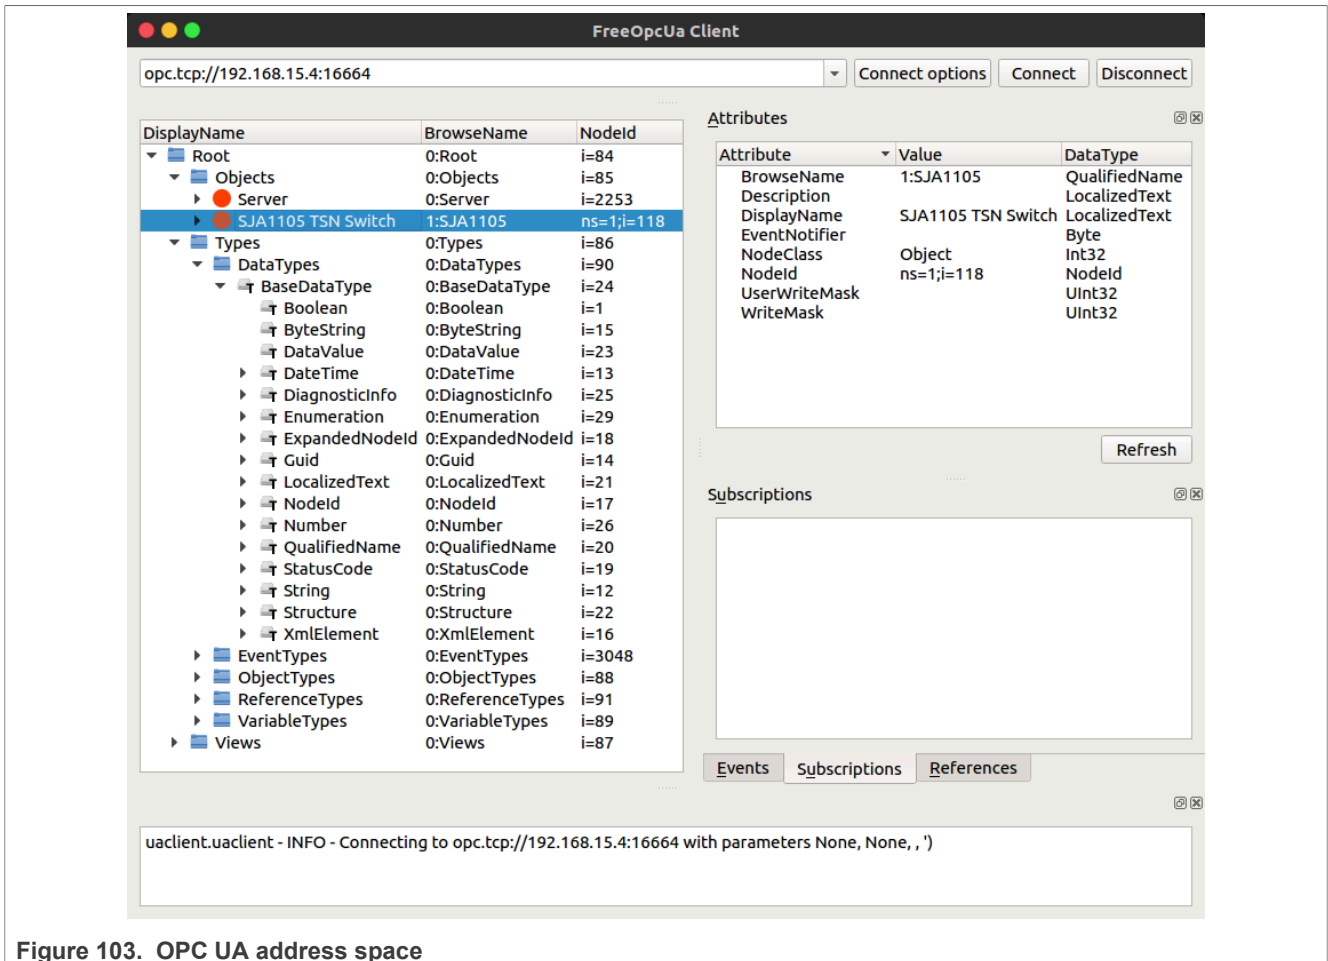 FreeOpcUa Client
opc.tcp://192.168.15.4:16664 Connect options Connect Disconnect
DisplayName BrowseName NodeId
Root 0:Root i=84
Objects 0:Objects i=85
Server 0:Server i=2253
SJA1105 TSN Switch 1:SJA1105 ns=1;i=118
Types 0:Types i=86
DataTypes 0:DataTypes i=90
BaseDataType 0:BaseDataType i=24
Boolean 0:Boolean i=1
ByteString 0:ByteString i=15
DataValue 0:DataValue i=23
DateTime 0:DateTime i=13
DiagnosticInfo 0:DiagnosticInfo i=25
Enumeration 0:Enumeration i=29
ExpandedNodeId 0:ExpandedNodeId i=18
Guid 0:Guid i=14
LocalizedText 0:LocalizedText i=21
NodeId 0:NodeId i=17
Number 0:Number i=26
QualifiedName 0:QualifiedName i=20
StatusCode 0:StatusCode i=19
String 0:String i=12
Structure 0:Structure i=22
XmlElement 0:XmlElement i=16
EventTypes 0:EventTypes i=3048
ObjectTypes 0:ObjectTypes i=88
ReferenceTypes 0:ReferenceTypes i=91
VariableTypes 0:VariableTypes i=89
Views 0:Views i=87
Attributes
Attribute Value DataType
BrowseName 1:SJA1105 QualifiedName
Description LocalizedText
DisplayName SJA1105 TSN Switch LocalizedText
EventNotifier Byte
NodeClass Object Int32
NodeId ns=1;i=118 NodeId
UserWriteMask UInt32
WriteMask UInt32
Refresh
Subscriptions
Events Subscriptions References
uaclient.uaclient - INFO - Connecting to opc.tcp://192.168.15.4:16664 with parameters None, None, , ')
Figure 103. OPC UA address space